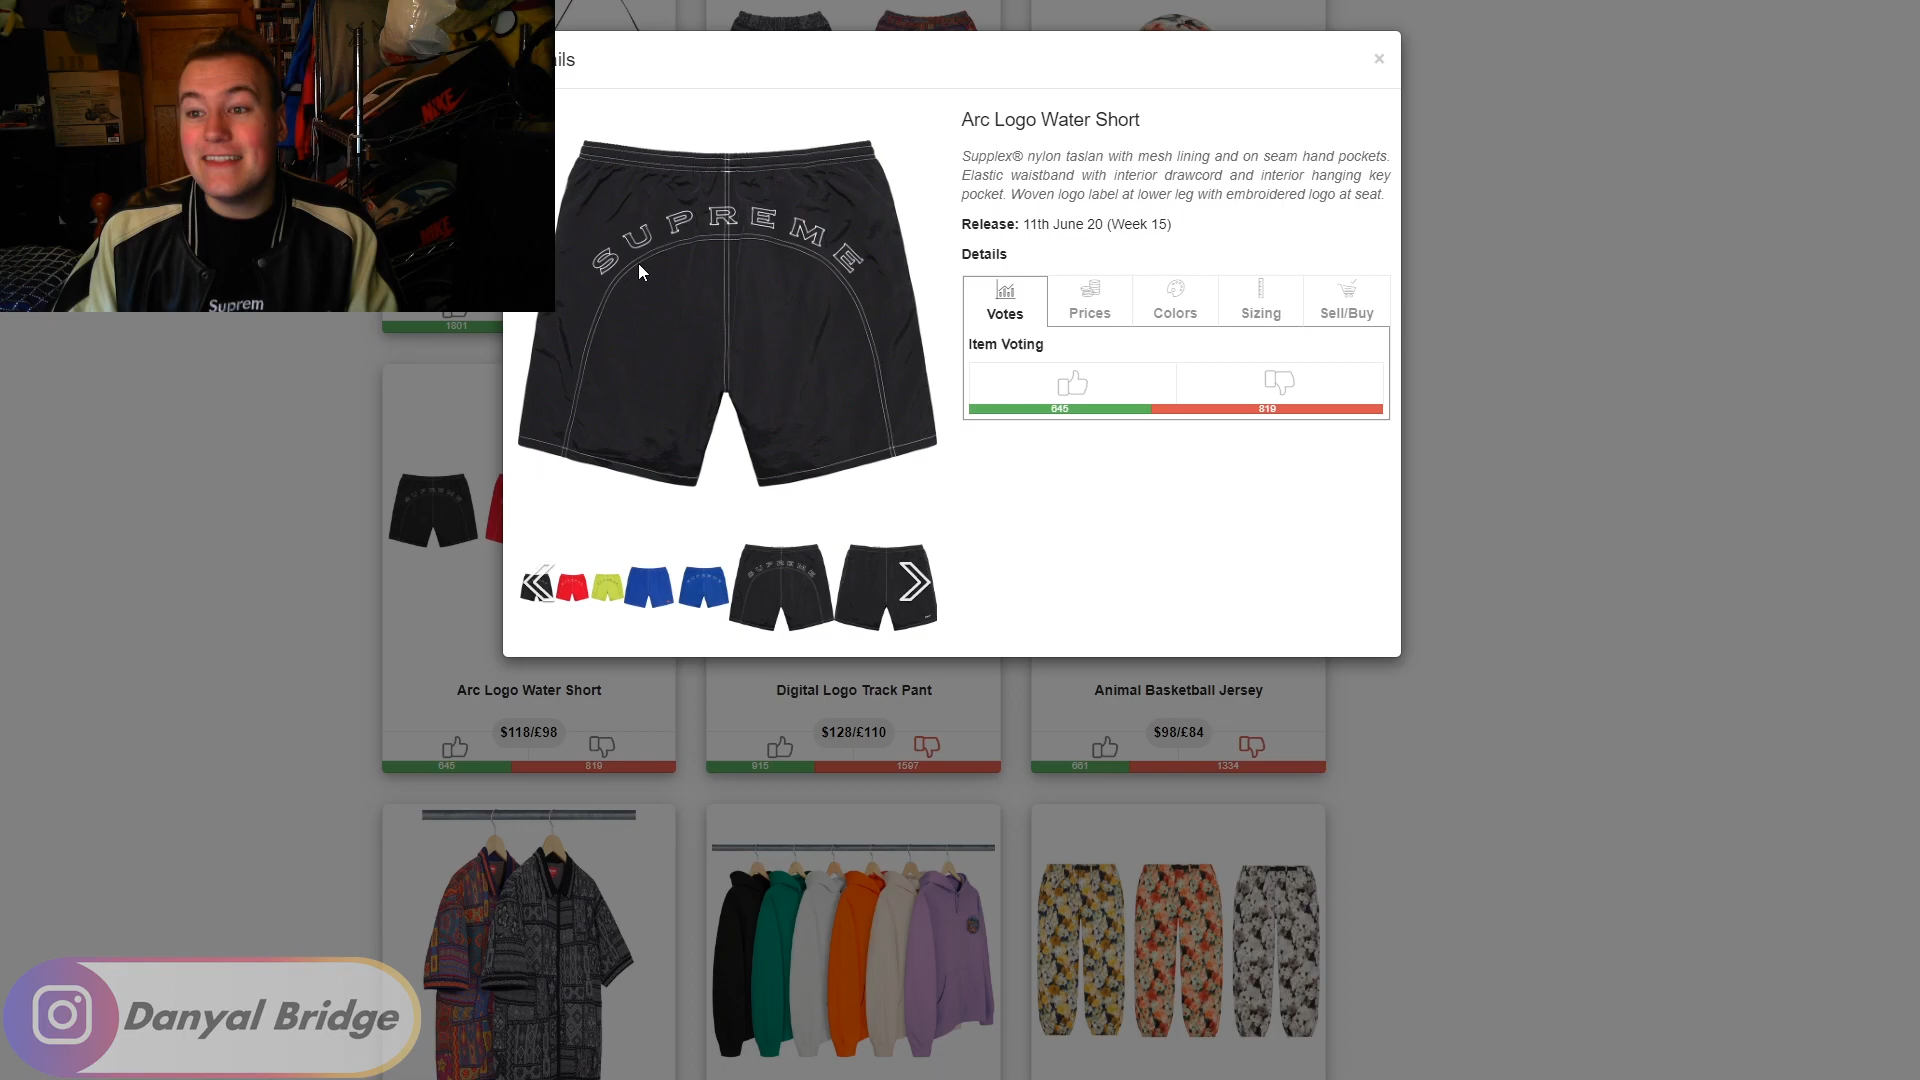 ils
×
NIKE
NIKE
Suprem
SUPREME
Arc Logo Water Short
Supplex® nylon taslan with mesh lining and on seam hand pockets.
Elastic waistband with interior drawcord and interior hanging key
pocket. Woven logo label at lower leg with embroidered logo at seat.
Release: 11th June 20 (Week 15)
Details
Votes
Prices
Colors
Sizing
Sell/Buy
Item Voting
645
819
1801
SUPREME
Arc Logo Water Short
$118/£98
645
819
Digital Logo Track Pant
$128/£110
915
1597
Animal Basketball Jersey
$98/£84
661
1334
Danyal Bridge